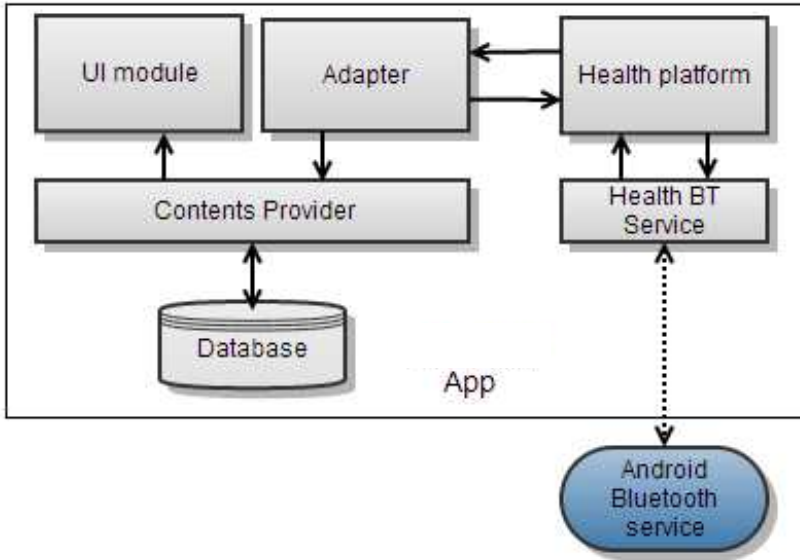 UI module
Adapter
Health platform
Contents Provider
Health BT
Service
Database
App
Android
Bluetooth
service